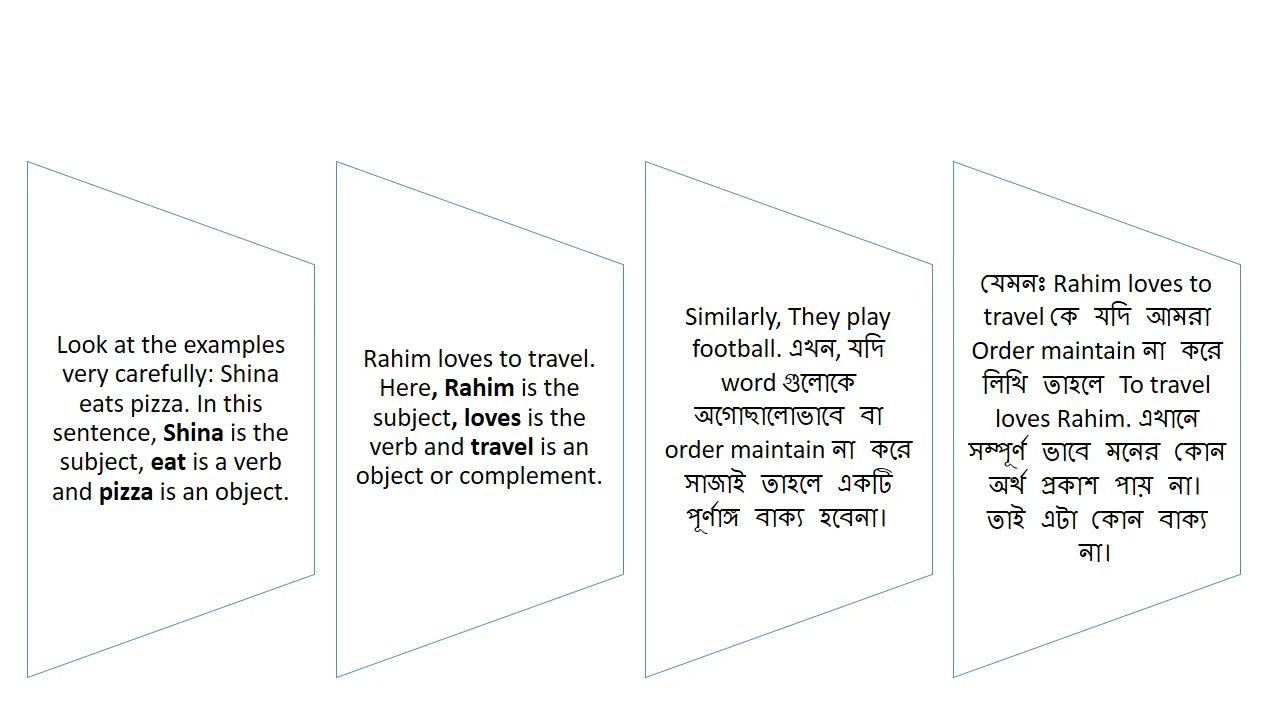 Look at the examples
very carefully: Shina
eats pizza. In this
sentence, Shina is the
subject, eat is a verb
and pizza is an object.
Rahim loves to travel.
Here, Rahim is the
subject, loves is the
verb and travel is an
object or complement.
Similarly, They play
football. এখন, যদি
word গুলোকে
অগোছালোভাবে বা
order maintain না করে
সাজাই তাহলে একটি
পূর্ণাঙ্গ বাক্য হবেনা।
যেমনঃ Rahim loves to
travel কে যদি আমরা
Order maintain না করে
লিখি তাহলে To travel
loves Rahim. এখানে
সম্পূর্ণ ভাবে মনের কোন
অর্থ প্রকাশ পায় না।
তাই এটা কোন বাক্য
না।